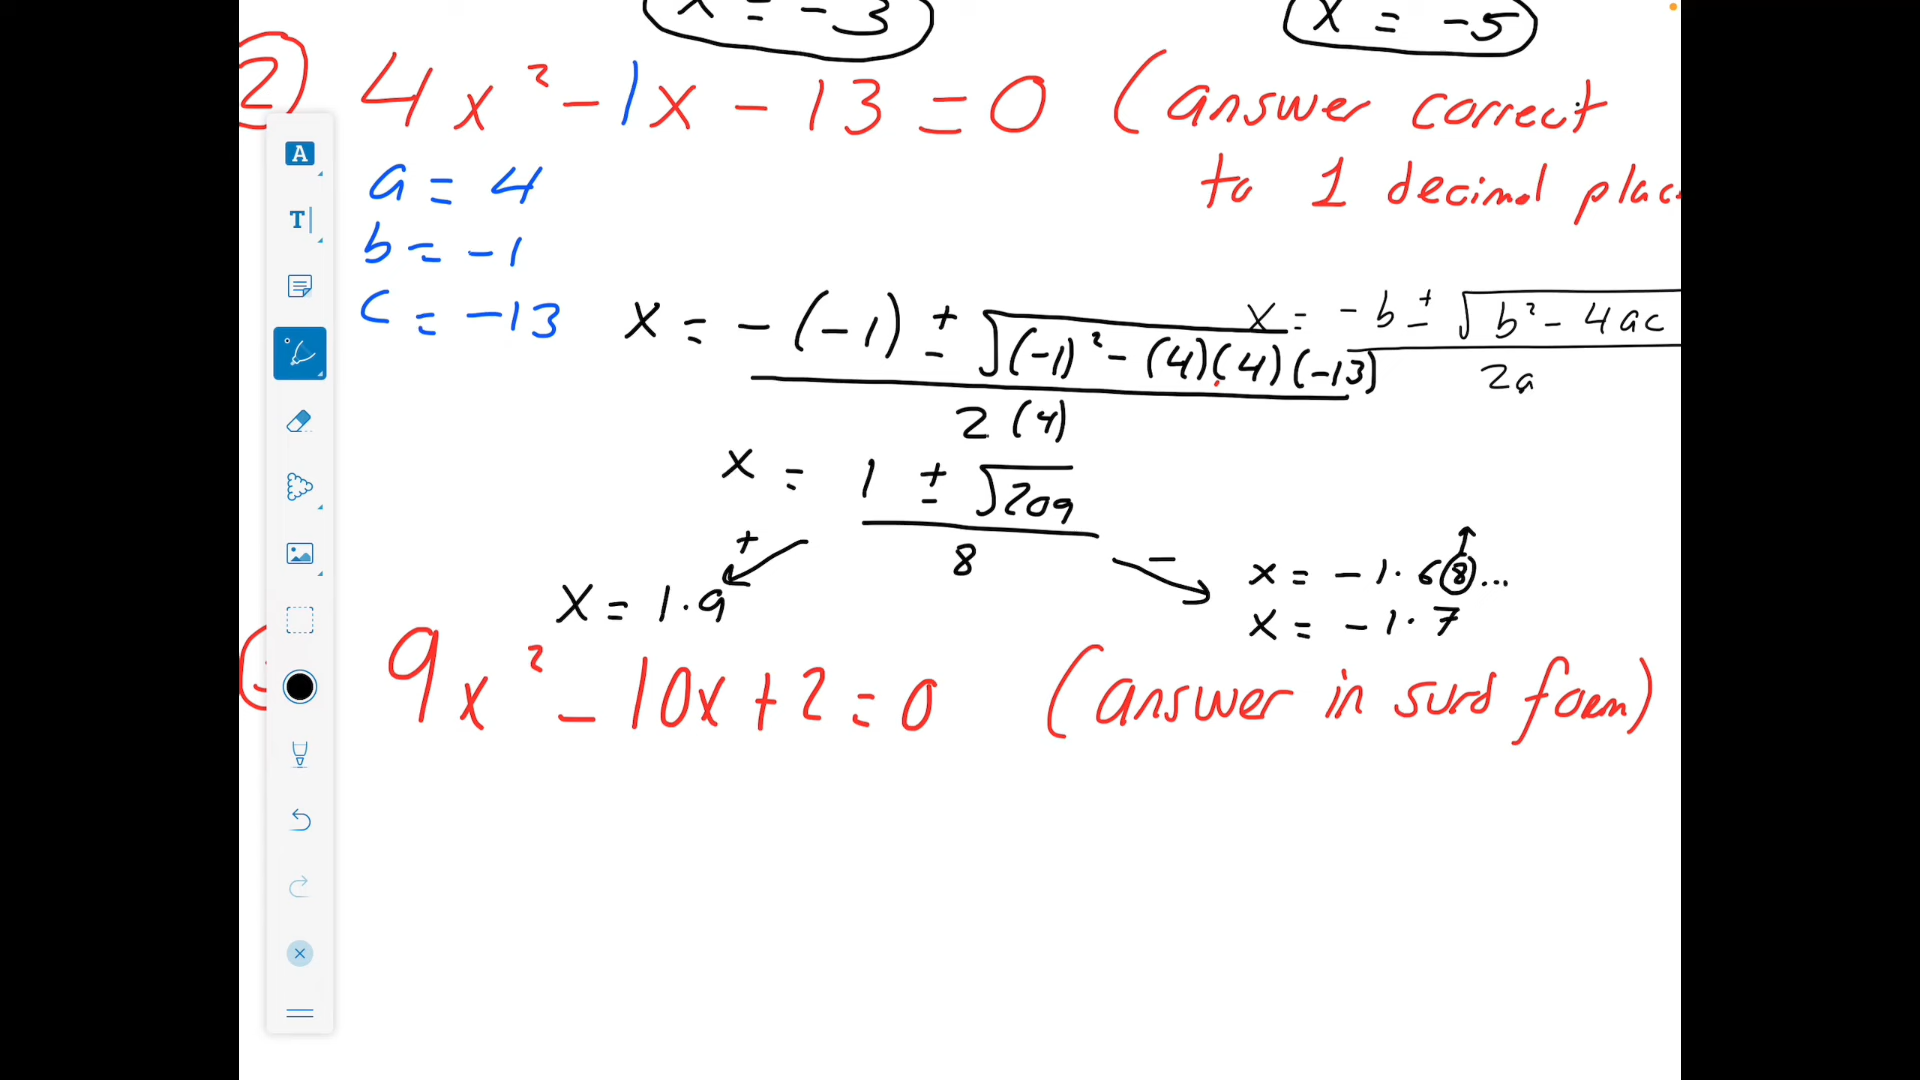 x = -3
x = -5
② 4x² - 1x - 13 = 0 (answer correct
to 1 decimal plac
a = 4
b = -1
c = -13
x = -b ± √(b² - 4ac / 2a
x = -(-1) ± √(-1)² - (4)(4)(-13) / 2(4)
x = 1 ± √209 / 8
+
-
x = 1.9
x = -1.68...
x = -1.7
9x² - 10x + 2 = 0 (answer in surd form)
A
T